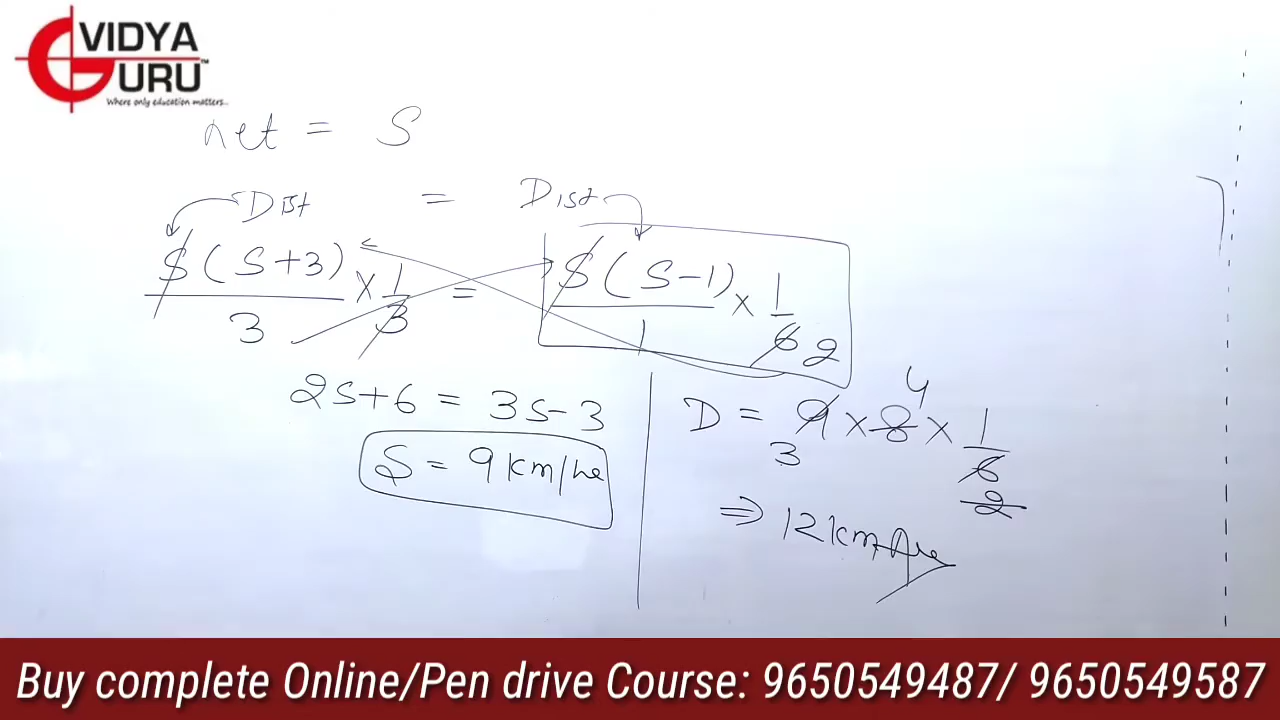 VIDYA
GURU™
Where only education matters..
net = S
Dist = Dist
S(S+3)/3 × 1/3 = S(S-1)/1 × 1/6 2
2S+6 = 3S-3
S = 9 km/hr
D = 9 × 8 × 1/6
3 4 2
⇒ 12 km
Buy complete Online/Pen drive Course: 9650549487/ 9650549587